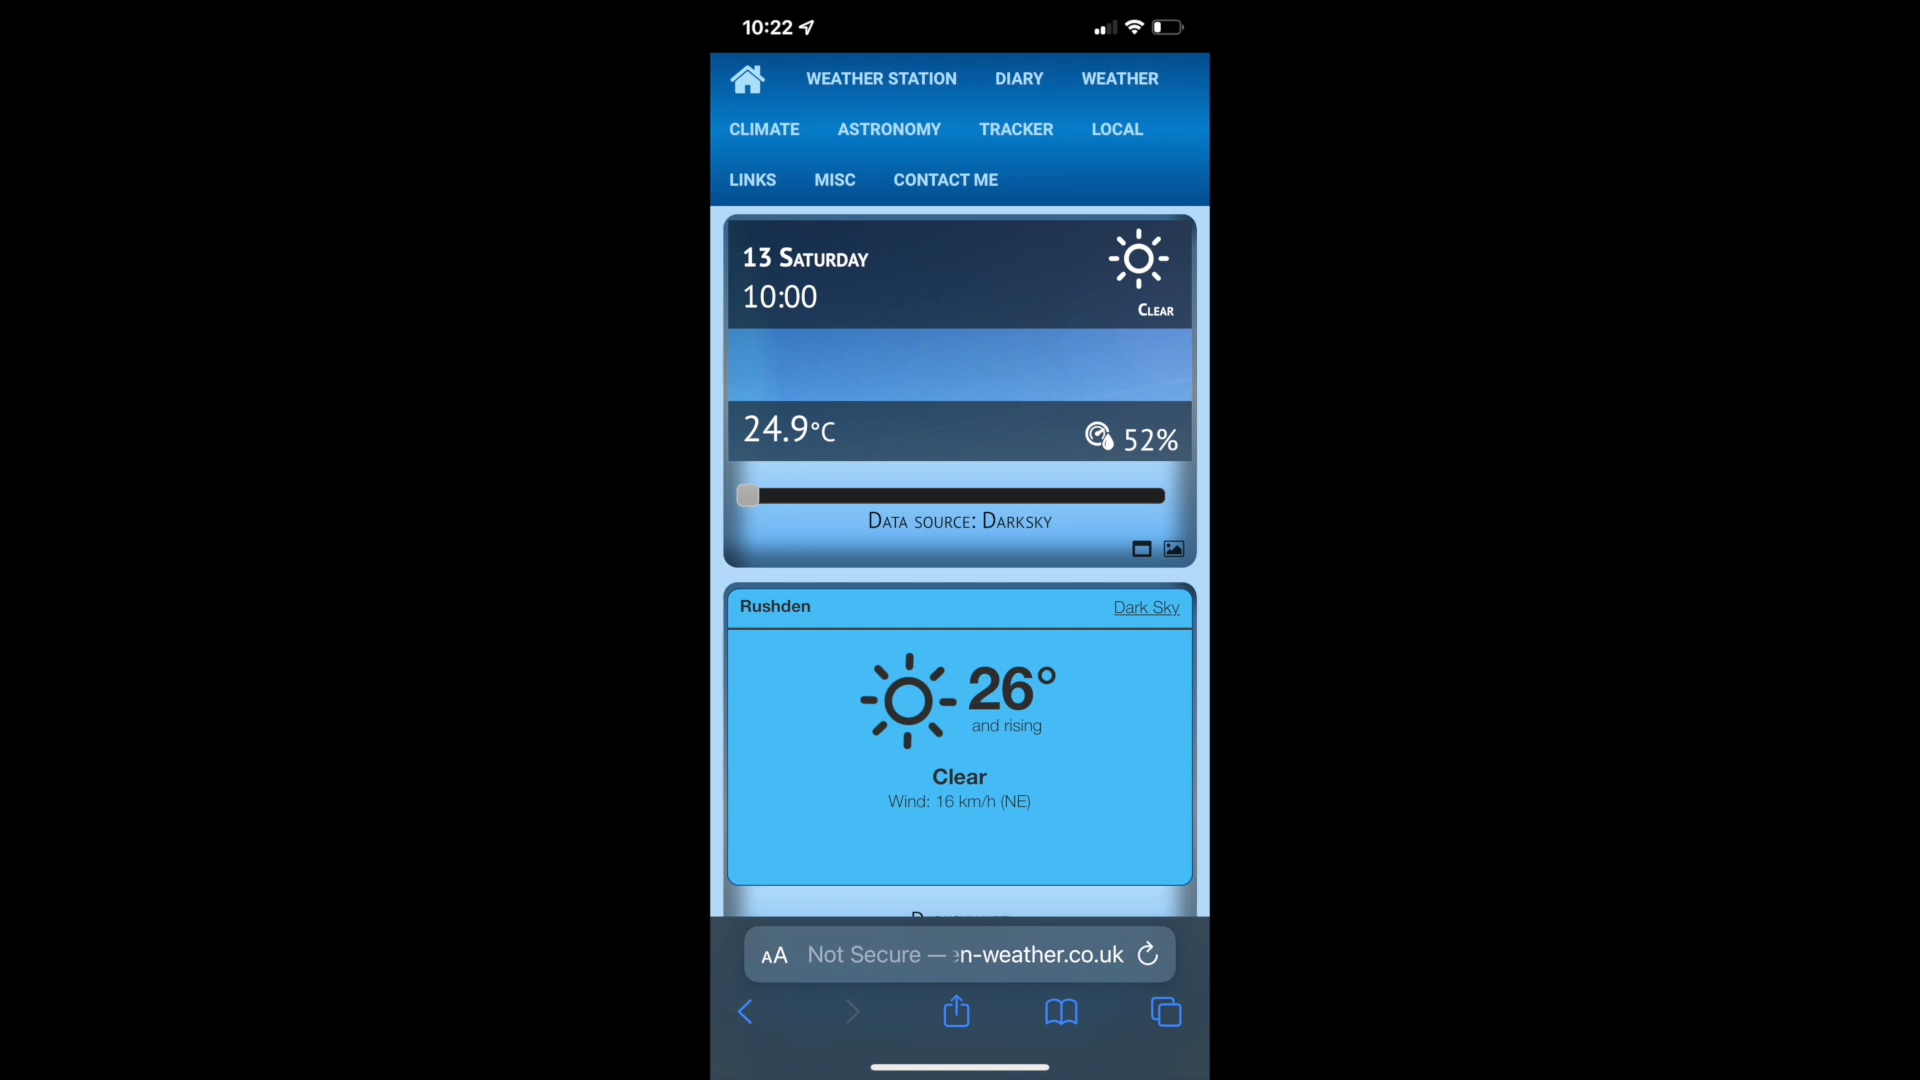 10:22
WEATHER STATION DIARY WEATHER
CLIMATE ASTRONOMY TRACKER LOCAL
LINKS MISC CONTACT ME
13 Saturday
10:00
Clear
24.9°C
52%
Data source: Darksky
Rushden Dark Sky
26°
and rising
Clear
Wind: 16 km/h (NE)
AA Not Secure — en-weather.co.uk